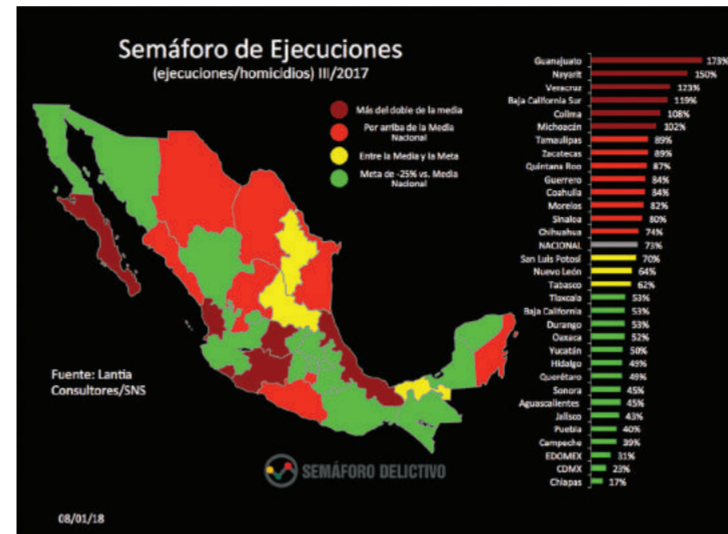 Semáforo de Ejecuciones
(ejecuciones/homicidios) III/2017
Más del doble de la media
Por arriba de la Media
Nacional
Entre la Media y la Meta
Meta de -25% vs. Media
Nacional
Fuente: Lantia
Consultores/SNS
SEMÁFORO DELICTIVO
08/01/18
Guanajuato 173%
Nayarit 150%
Veracruz 123%
Baja California Sur 119%
Colima 108%
Michoacán 102%
Tamaulipas 89%
Zacatecas 89%
Quintana Roo 87%
Guerrero 84%
Coahuila 84%
Morelos 82%
Sinaloa 80%
Chihuahua 74%
NACIONAL 73%
San Luis Potosí 70%
Nuevo León 64%
Tabasco 62%
Tlaxcala 53%
Baja California 53%
Durango 53%
Oaxaca 52%
Yucatán 50%
Hidalgo 49%
Querétaro 49%
Sonora 45%
Aguascalientes 45%
Jalisco 43%
Puebla 40%
Campeche 39%
EDOMEX 31%
CDMX 23%
Chiapas 17%